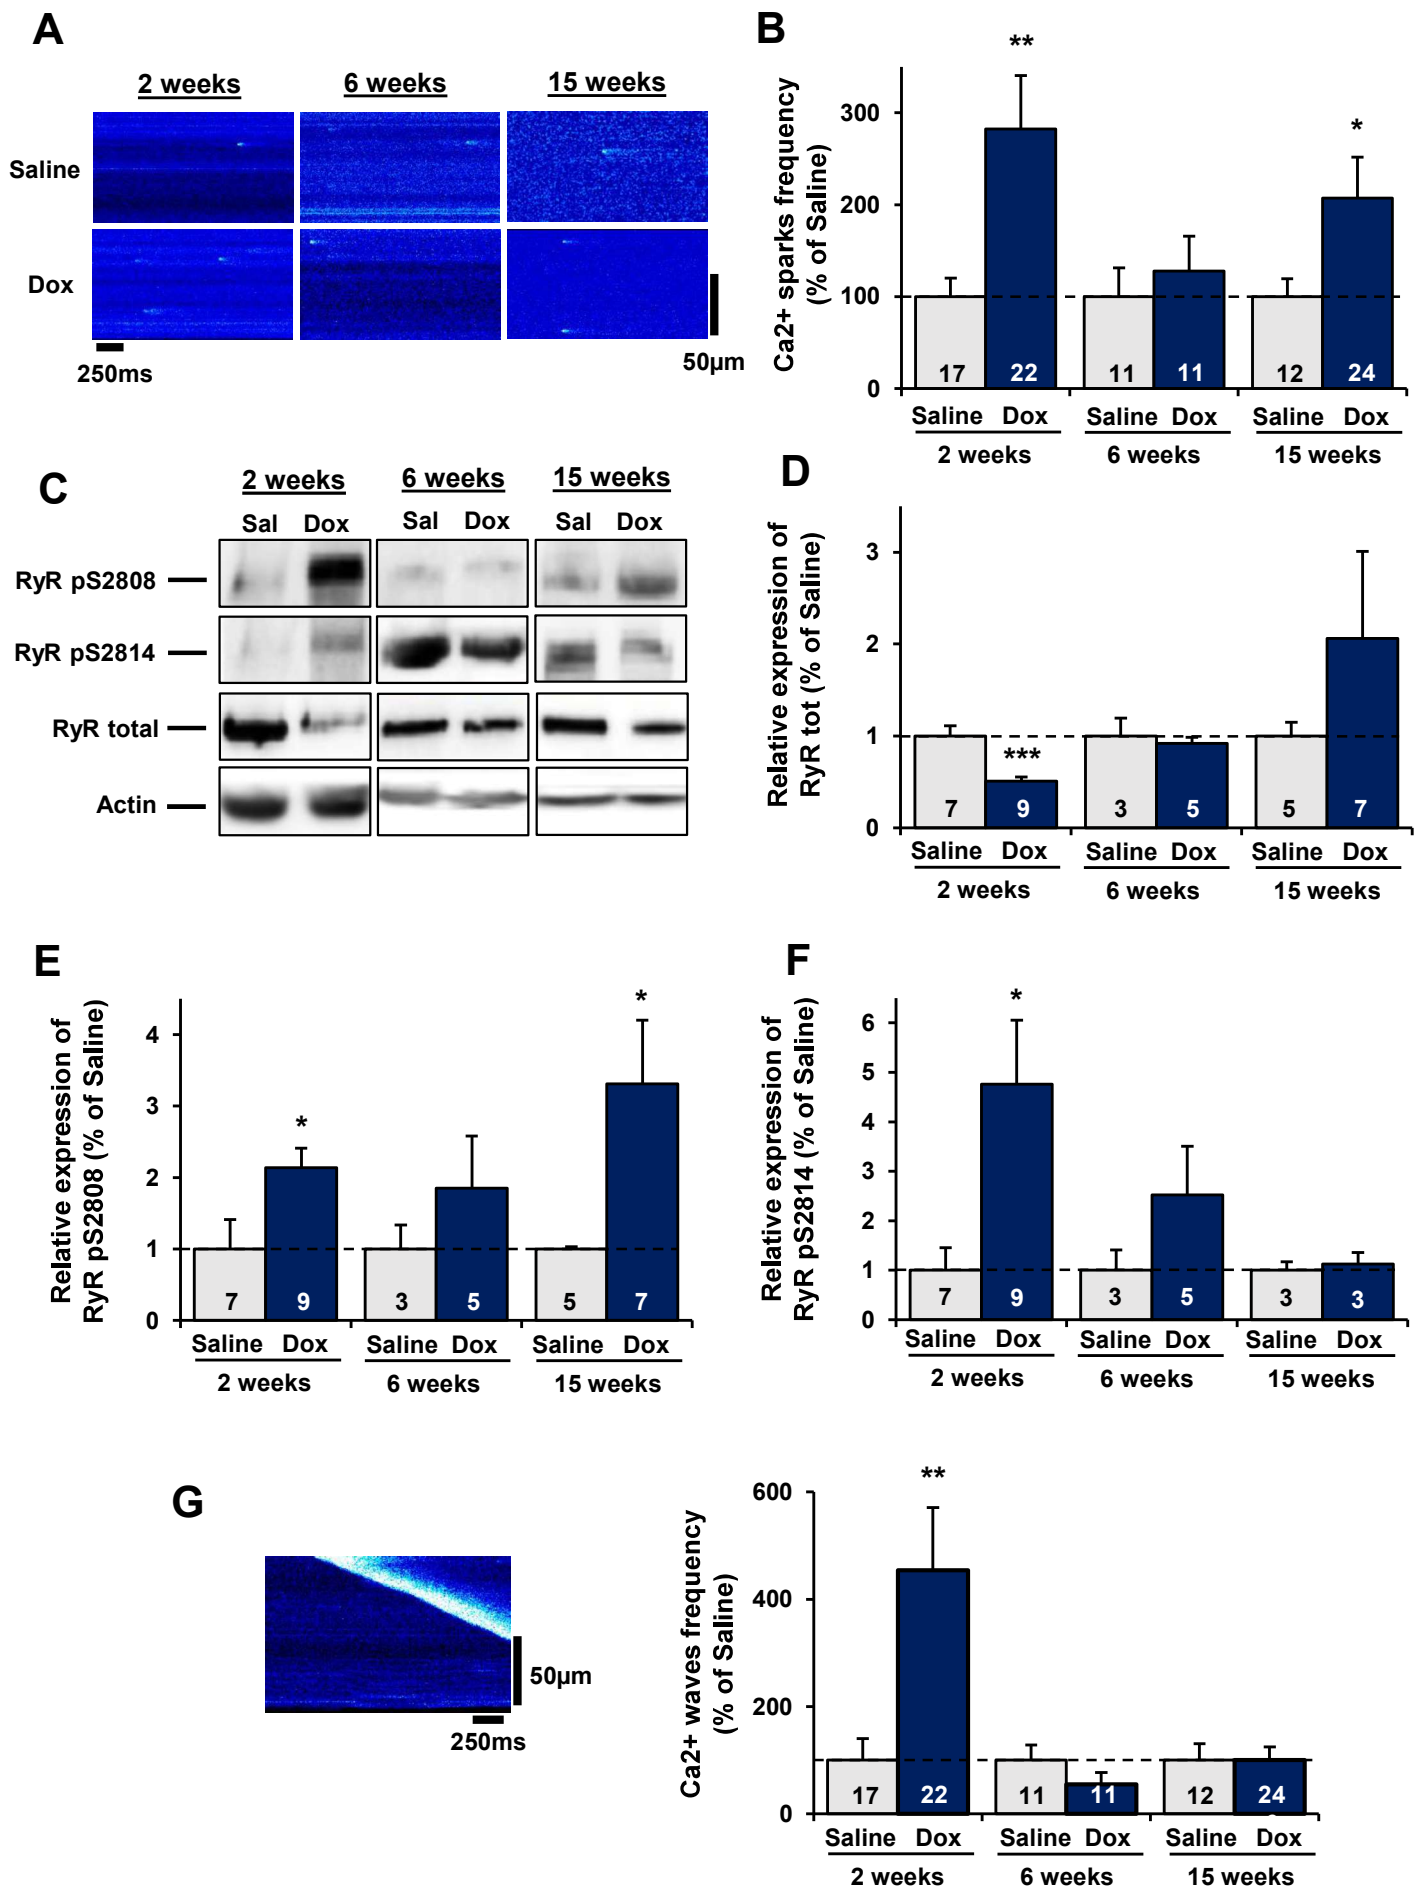 A
2 weeks 6 weeks 15 weeks
Saline
Dox
250ms
50µm
B
Ca2+ sparks frequency
(% of Saline)
300
200
100
0
**
*
17 22 11 11 12 24
Saline Dox Saline Dox Saline Dox
2 weeks 6 weeks 15 weeks
C
2 weeks 6 weeks 15 weeks
Sal Dox Sal Dox Sal Dox
RyR pS2808
RyR pS2814
RyR total
Actin
D
Relative expression of
RyR tot (% of Saline)
3
2
1
0
***
7 9 3 5 5 7
Saline Dox Saline Dox Saline Dox
2 weeks 6 weeks 15 weeks
E
Relative expression of
RyR pS2808 (% of Saline)
4
3
2
1
0
*
*
7 9 3 5 5 7
Saline Dox Saline Dox Saline Dox
2 weeks 6 weeks 15 weeks
F
Relative expression of
RyR pS2814 (% of Saline)
6
5
4
3
2
1
0
*
7 9 3 5 3 3
Saline Dox Saline Dox Saline Dox
2 weeks 6 weeks 15 weeks
G
50µm
250ms
Ca2+ waves frequency
(% of Saline)
600
400
200
0
**
17 22 11 11 12 24
Saline Dox Saline Dox Saline Dox
2 weeks 6 weeks 15 weeks